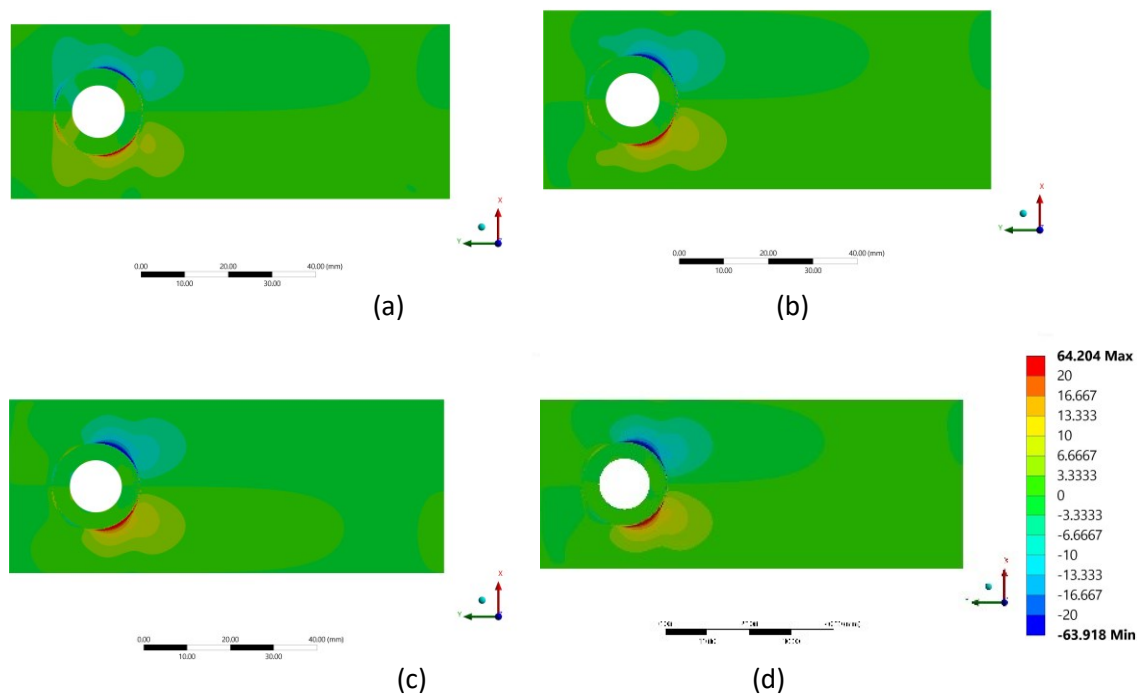 X
Y
0.00 20.00 40.00 (mm)
10.00 30.00
(a)
X
Y
0.00 20.00 40.00 (mm)
10.00 30.00
(b)
X
Y
0.00 20.00 40.00 (mm)
10.00 30.00
(c)
(d)
64.204 Max
20
16.667
13.333
10
6.6667
3.3333
0
-3.3333
-6.6667
-10
-13.333
-16.667
-20
-63.918 Min